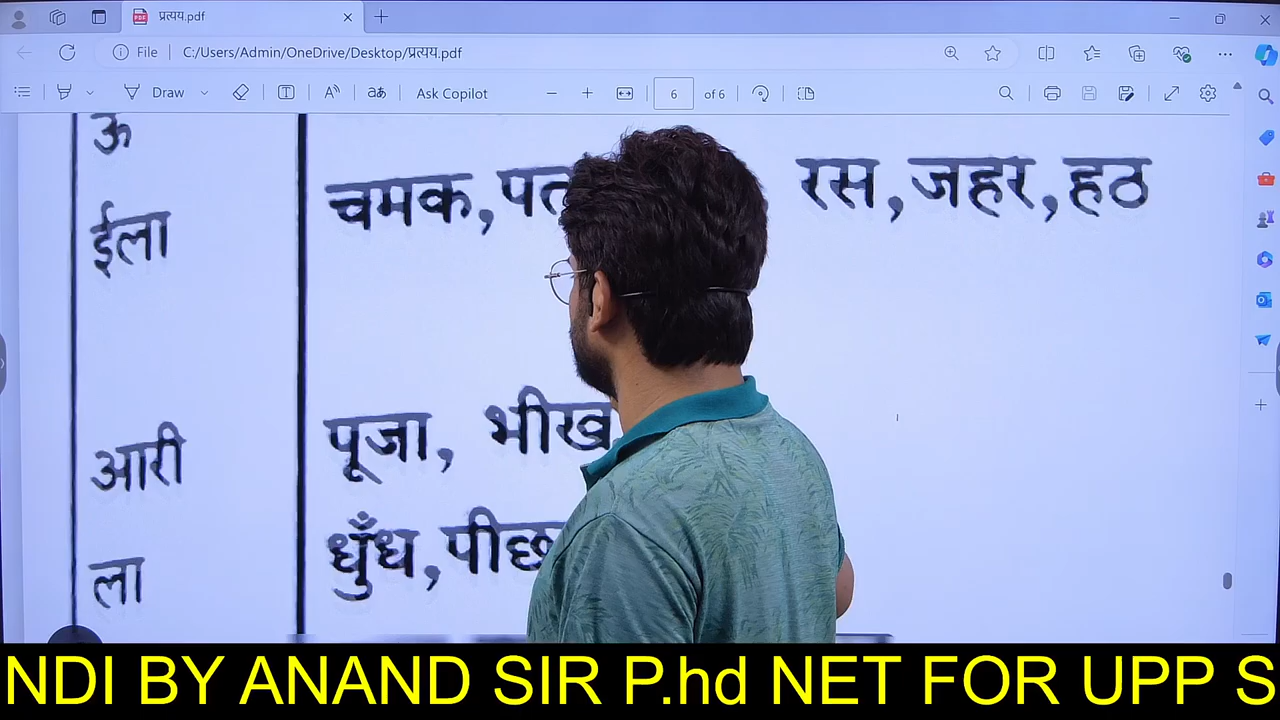 प्रत्यय.pdf
File C:/Users/Admin/OneDrive/Desktop/प्रत्यय.pdf
Draw Ask Copilot 6 of 6
ऊ
ईला चमक, रस, जहर, हठ
आरी पूजा, भीख
ला धुँध,
NDI BY ANAND SIR P.hd NET FOR UPP S